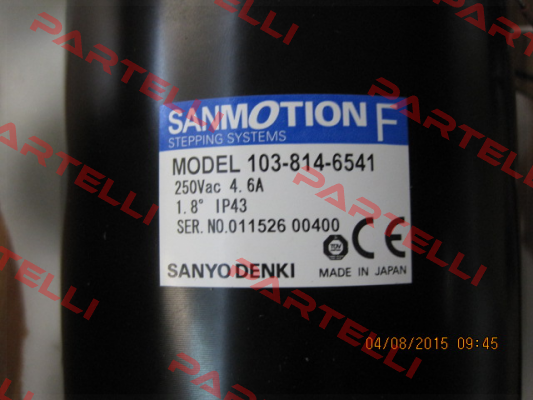 PARTELLI
PARTELLI
PARTELLI
SANMOTION F
STEPPING SYSTEMS
MODEL 103-814-6541
250Vac 4.6A
1.8° IP43
SER. NO.011526 00400
TUV
CE
SANYO DENKI
MADE IN JAPAN
04/08/2015 09:45
PARTELLI
PARTELLI
PARTELLI